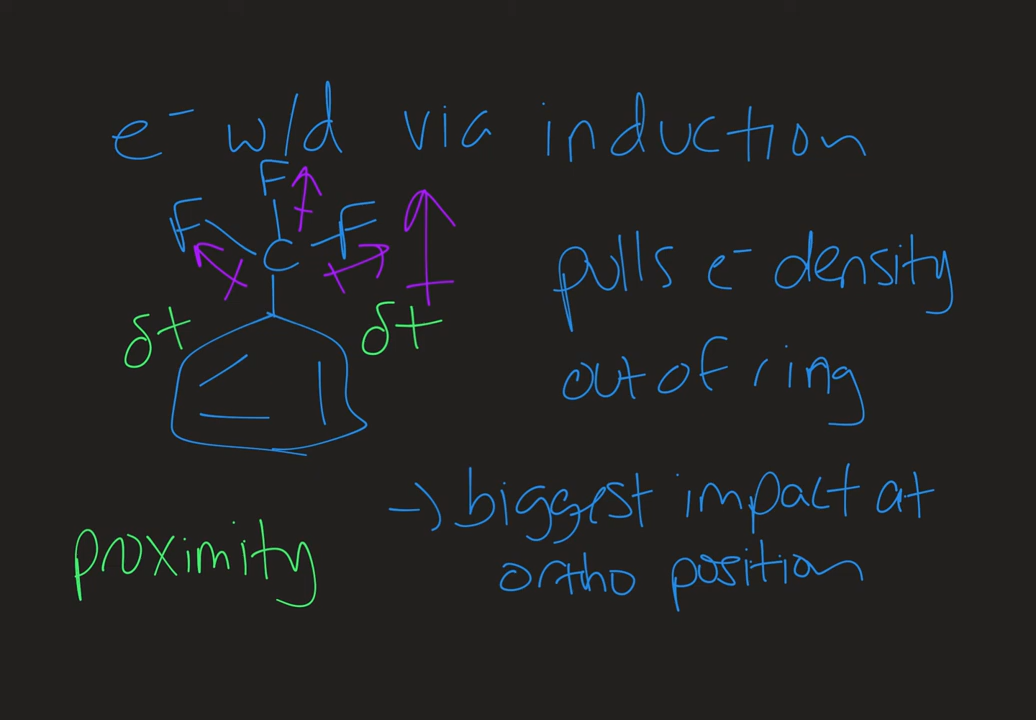 e⁻ w/d via induction
F
F F
C
δ+ δ+
pulls e⁻ density
out of ring
→ biggest impact at
ortho position
proximity